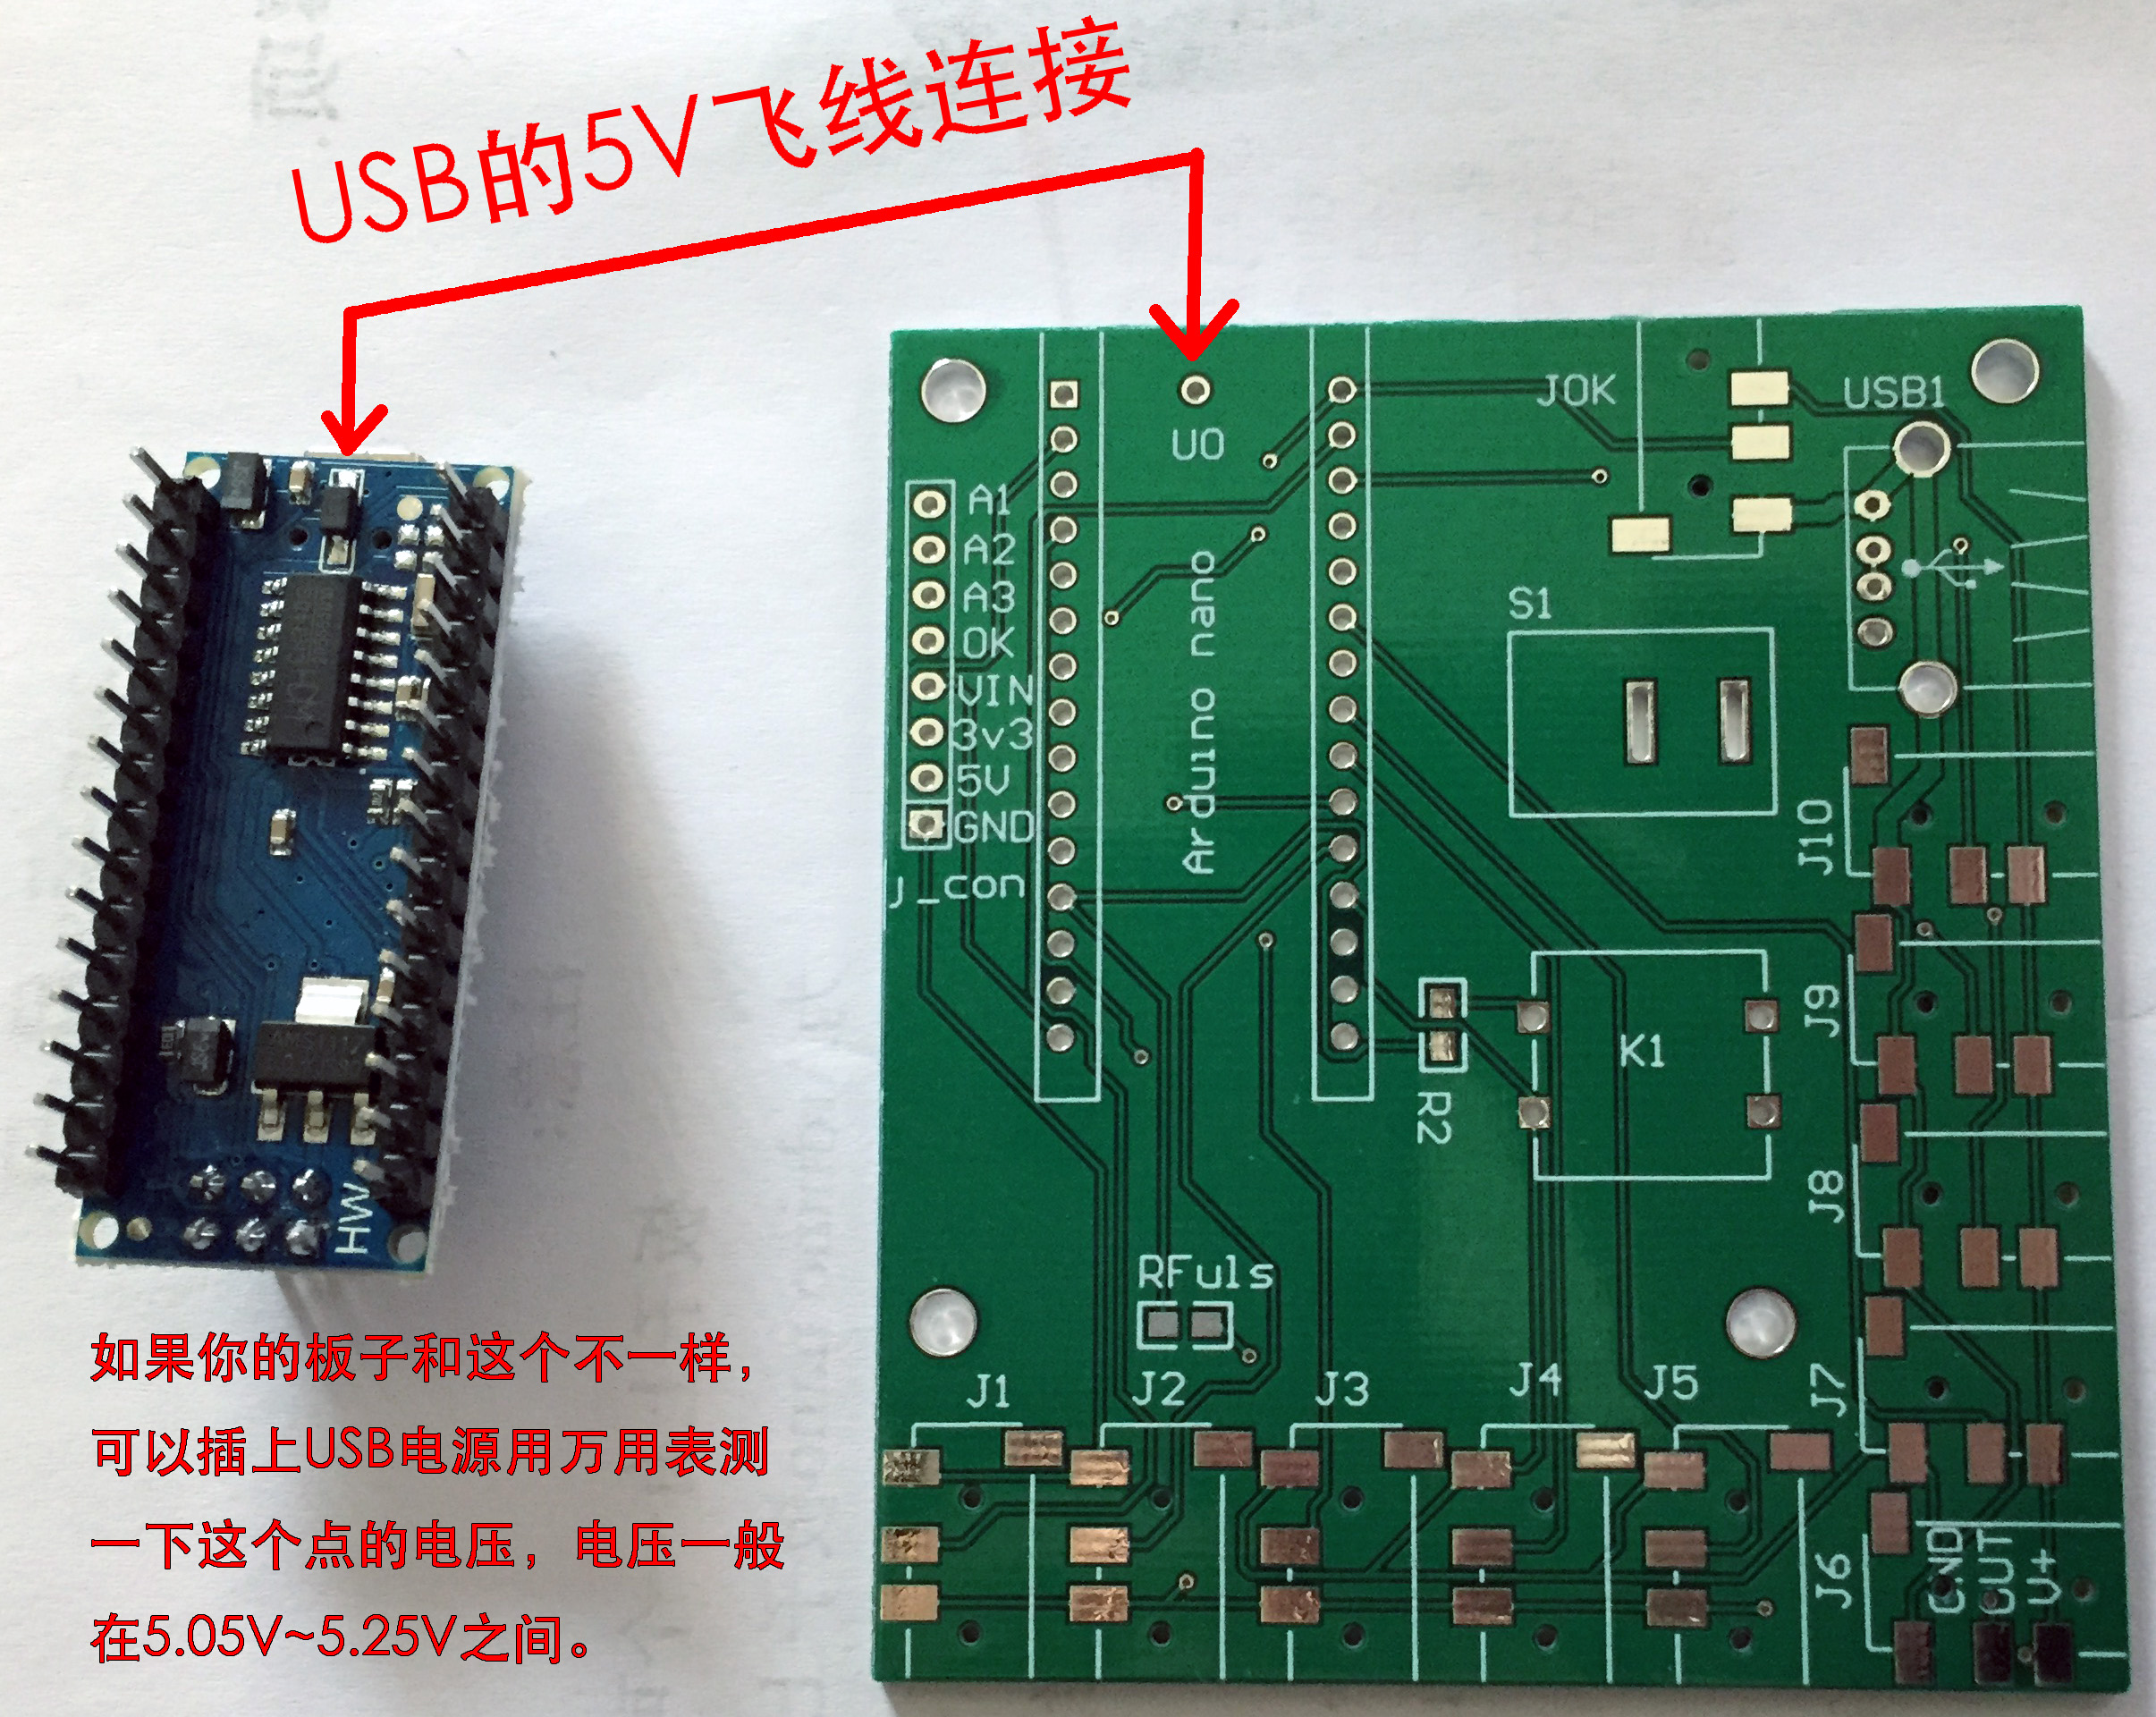 USB的5V飞线连接
JOK
USB1
U0
A1
A2
A3
OK
VIN
3v3
5V
GND
J_con
Arduino nano
S1
J10
J9
K1
R2
J8
HW
RFuls
J7
J1
J2
J3
J4
J5
J6
GND
OUT
V+
如果你的板子和这个不一样，
可以插上USB电源用万用表测
一下这个点的电压，电压一般
在5.05V~5.25V之间。